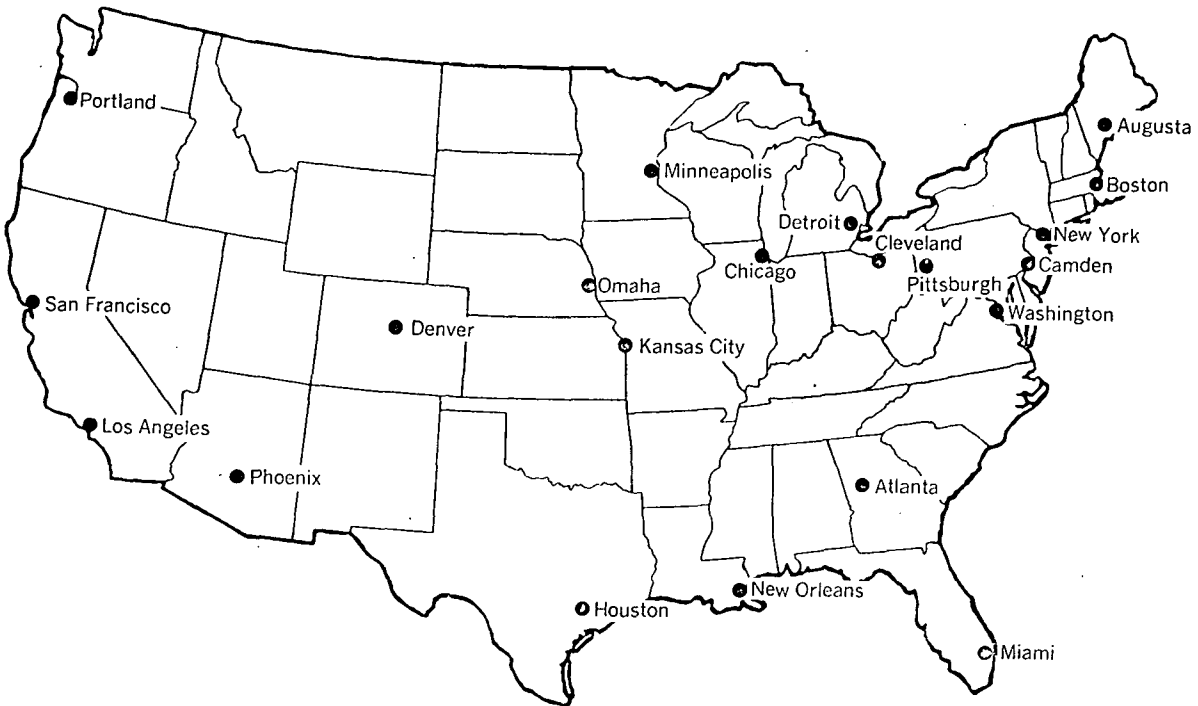 Portland
Augusta
Minneapolis
Boston
Detroit
New York
Cleveland
Chicago
Camden
Pittsburgh
Omaha
San Francisco
Washington
Denver
Kansas City
Los Angeles
Phoenix
Atlanta
New Orleans
Houston
Miami